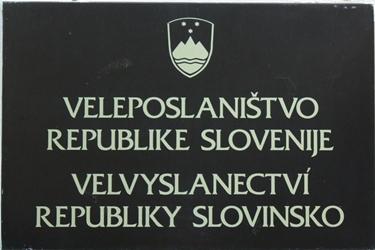 VELEPOSLANIŠTVO
REPUBLIKE SLOVENIJE
VELVYSLANECTVÍ
REPUBLIKY SLOVINSKO